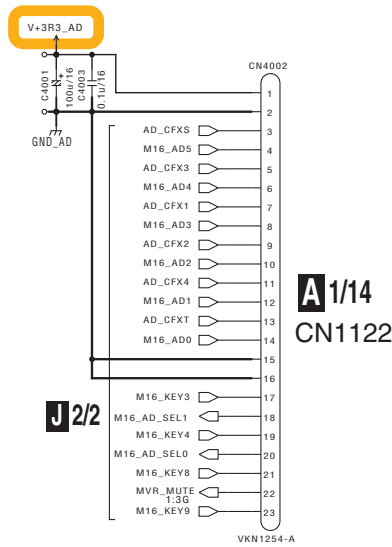 V+3R3_AD
CN4002
C4001
100u/16
C4003
0.1u/16
+
GND_AD
1
2
AD_CFXS 3
M16_AD5 4
AD_CFX3 5
M16_AD4 6
AD_CFX1 7
M16_AD3 8
AD_CFX2 9
M16_AD2 10
AD_CFX4 11
M16_AD1 12
AD_CFXT 13
M16_AD0 14
15
16
M16_KEY3 17
M16_AD_SEL1 18
M16_KEY4 19
M16_AD_SEL0 20
M16_KEY8 21
MVR_MUTE 22
1:3G
M16_KEY9 23
A 1/14
CN1122
J 2/2
VKN1254-A